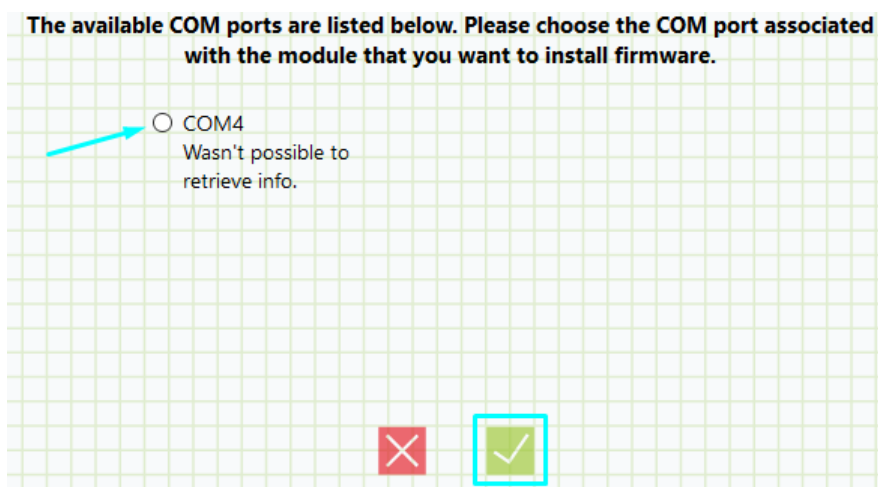 The available COM ports are listed below. Please choose the COM port associated
with the module that you want to install firmware.
COM4
Wasn't possible to
retrieve info.